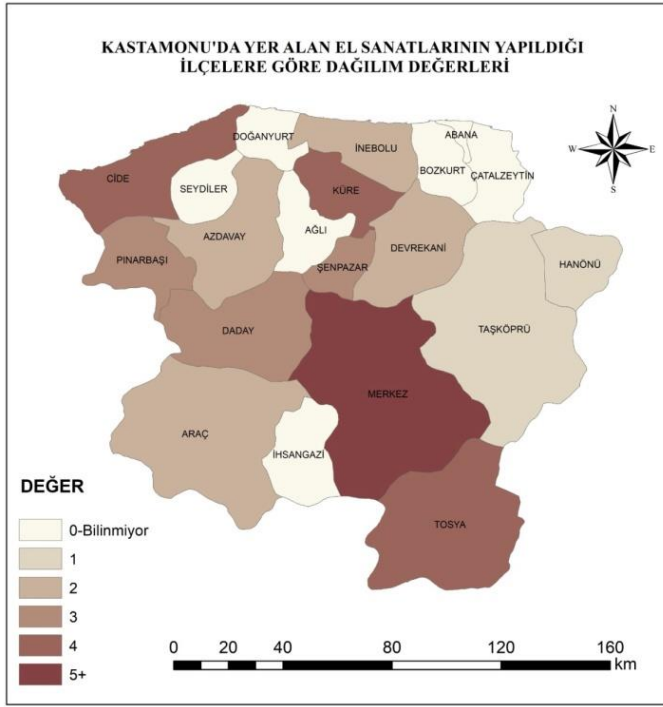 KASTAMONU'DA YER ALAN EL SANATLARININ YAPILDIĞI
İLÇELERE GÖRE DAĞILIM DEĞERLERİ
N
W E
S
DOĞANYURT
ABANA
İNEBOLU
BOZKURT
ÇATALZEYTİN
CİDE
SEYDİLER
KÜRE
AĞLI
AZDAVAY
DEVREKANİ
PINARBAŞI
ŞENPAZAR
HANÖNÜ
DADAY
TAŞKÖPRÜ
MERKEZ
ARAÇ
İHSANGAZİ
TOSYA
DEĞER
0-Bilinmiyor
1
2
3
4
5+
0 20 40 80 120 160
km